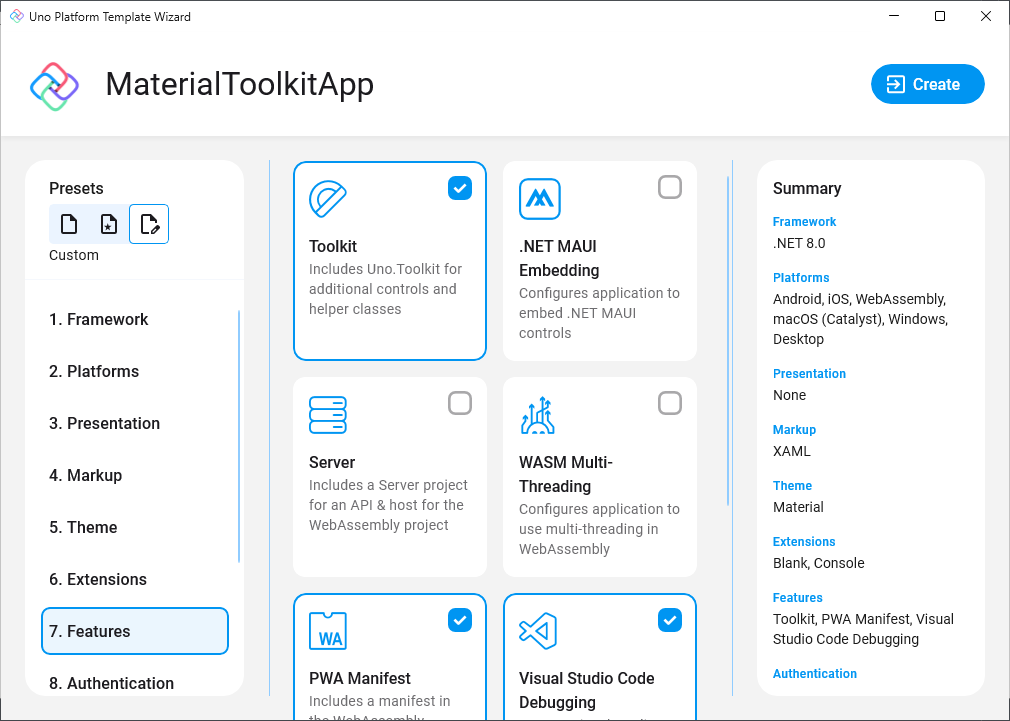 Uno Platform Template Wizard
MaterialToolkitApp
Create
Presets
Custom
1. Framework
2. Platforms
3. Presentation
4. Markup
5. Theme
6. Extensions
7. Features
8. Authentication
Toolkit
Includes Uno.Toolkit for
additional controls and
helper classes
.NET MAUI
Embedding
Configures application to
embed .NET MAUI
controls
Server
Includes a Server project
for an API & host for the
WebAssembly project
WASM Multi-
Threading
Configures application to
use multi-threading in
WebAssembly
WA
PWA Manifest
Includes a manifest in
the WebAssembly
Visual Studio Code
Debugging
Summary
Framework
.NET 8.0
Platforms
Android, iOS, WebAssembly,
macOS (Catalyst), Windows,
Desktop
Presentation
None
Markup
XAML
Theme
Material
Extensions
Blank, Console
Features
Toolkit, PWA Manifest, Visual
Studio Code Debugging
Authentication